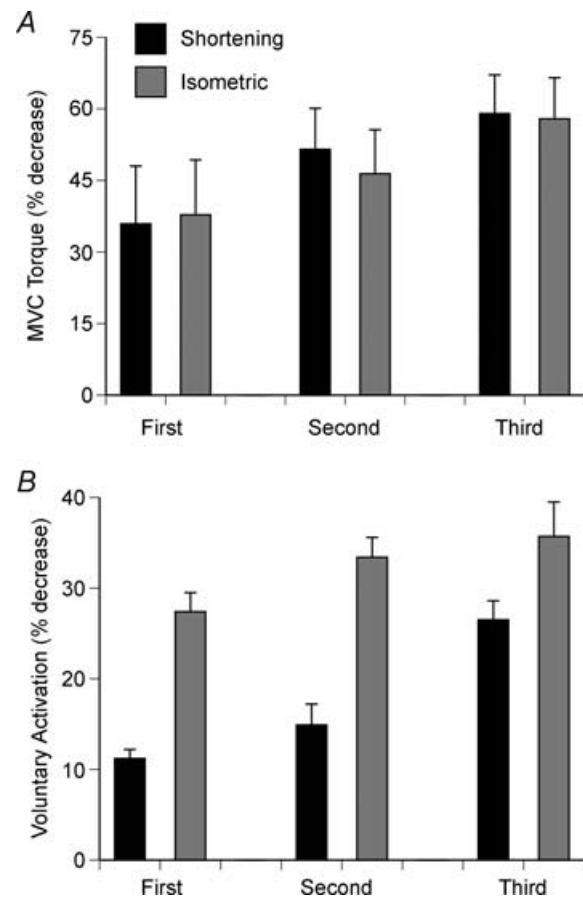 A
75
Shortening
Isometric
60
45
30
15
0
MVC Torque (% decrease)
First Second Third
B
40
30
20
10
0
Voluntary Activation (% decrease)
First Second Third